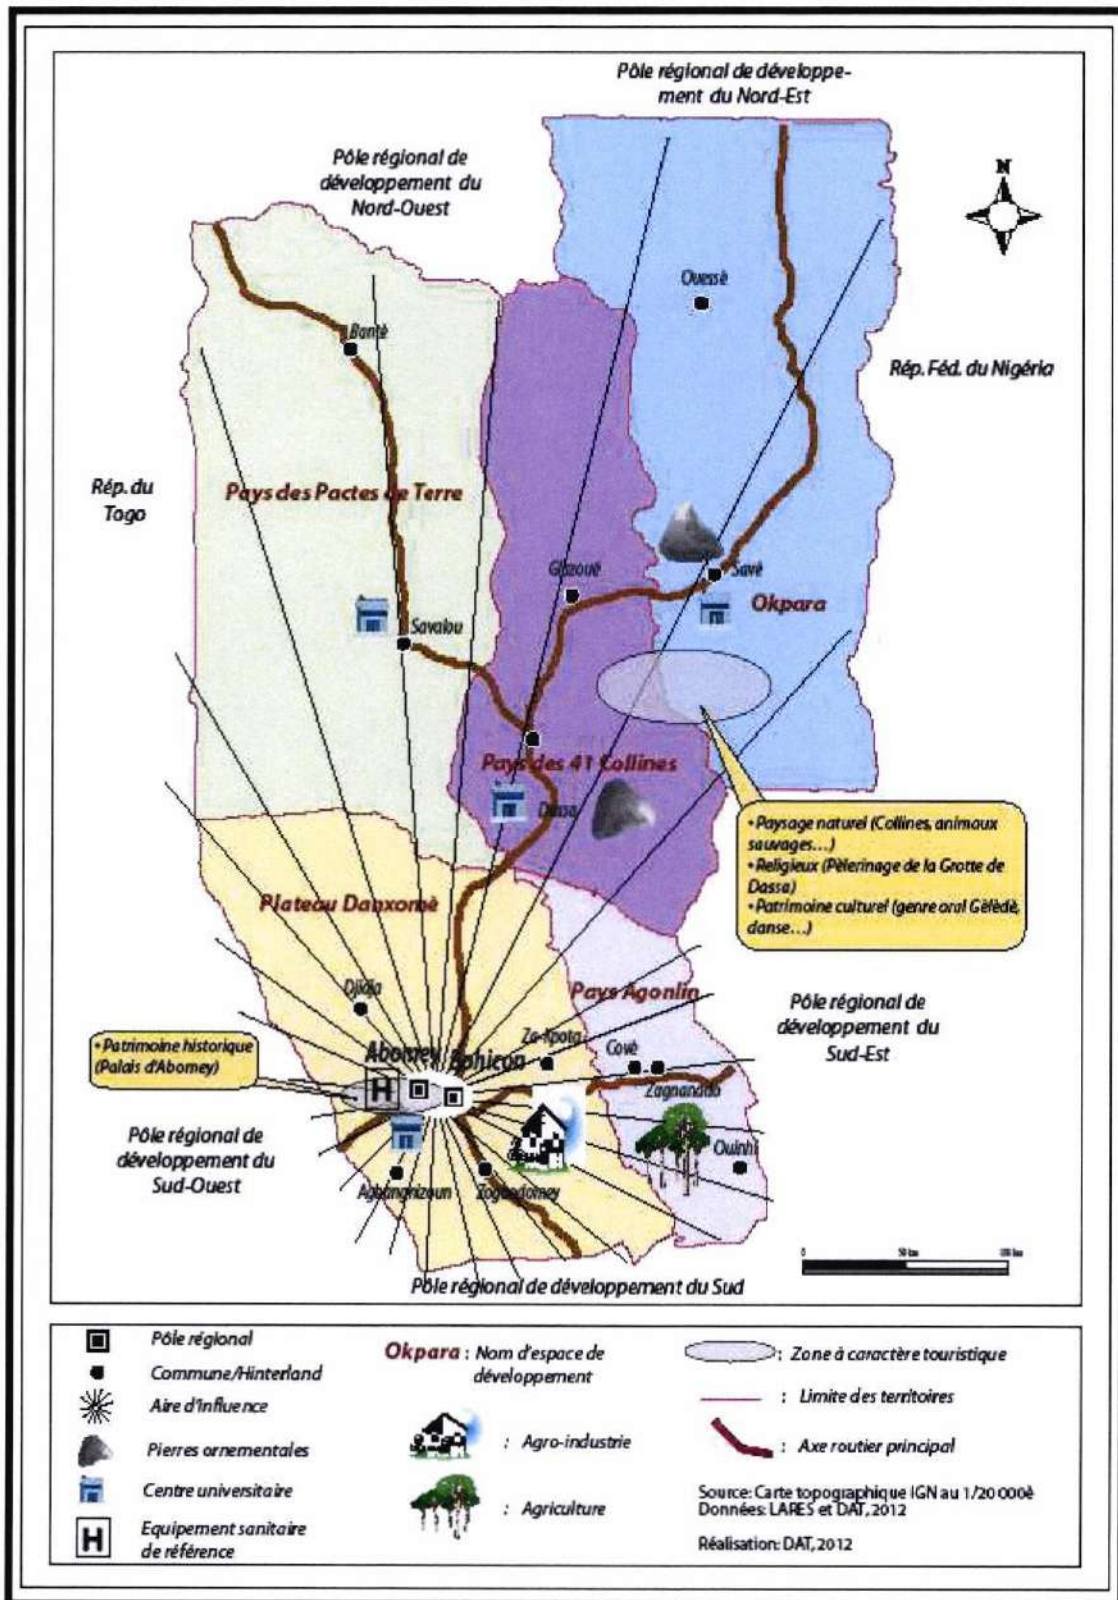 Pôle régional de développe-
ment du Nord-Est
Pôle régional de
développement du
Nord-Ouest
N
Ouessè
Bantè
Rép. Féd. du Nigéria
Rép. du
Togo
Pays des Pactes de Terre
Glazoué
Savè
Okpara
Savalou
Pays des 41 Collines
Dassa
• Paysage naturel (Collines, animaux
sauvages...)
• Religieux (Pèlerinage de la Grotte de
Dassa)
• Patrimoine culturel (genre oral Gèlèdè,
danse...)
Plateau Danxomè
Pays Agonlin
Djidja
Pôle régional de
développement du
Sud-Est
Za-Kpota
Covè
• Patrimoine historique
(Palais d'Abomey)
Abomey
Bohicon
H
Zagnanado
Pôle régional de
développement du
Sud-Ouest
Ouinhi
Agbangnizoun
Zogbodomey
0 50 km 100 km
Pôle régional de développement du Sud
Pôle régional
Commune/Hinterland
Aire d'Influence
Pierres ornementales
Centre universitaire
H Equipement sanitaire
de référence
Okpara : Nom d'espace de
développement
: Agro-industrie
: Agriculture
: Zone à caractère touristique
: Limite des territoires
: Axe routier principal
Source: Carte topographique IGN au 1/20 000è
Données: LARES et DAT, 2012
Réalisation: DAT, 2012